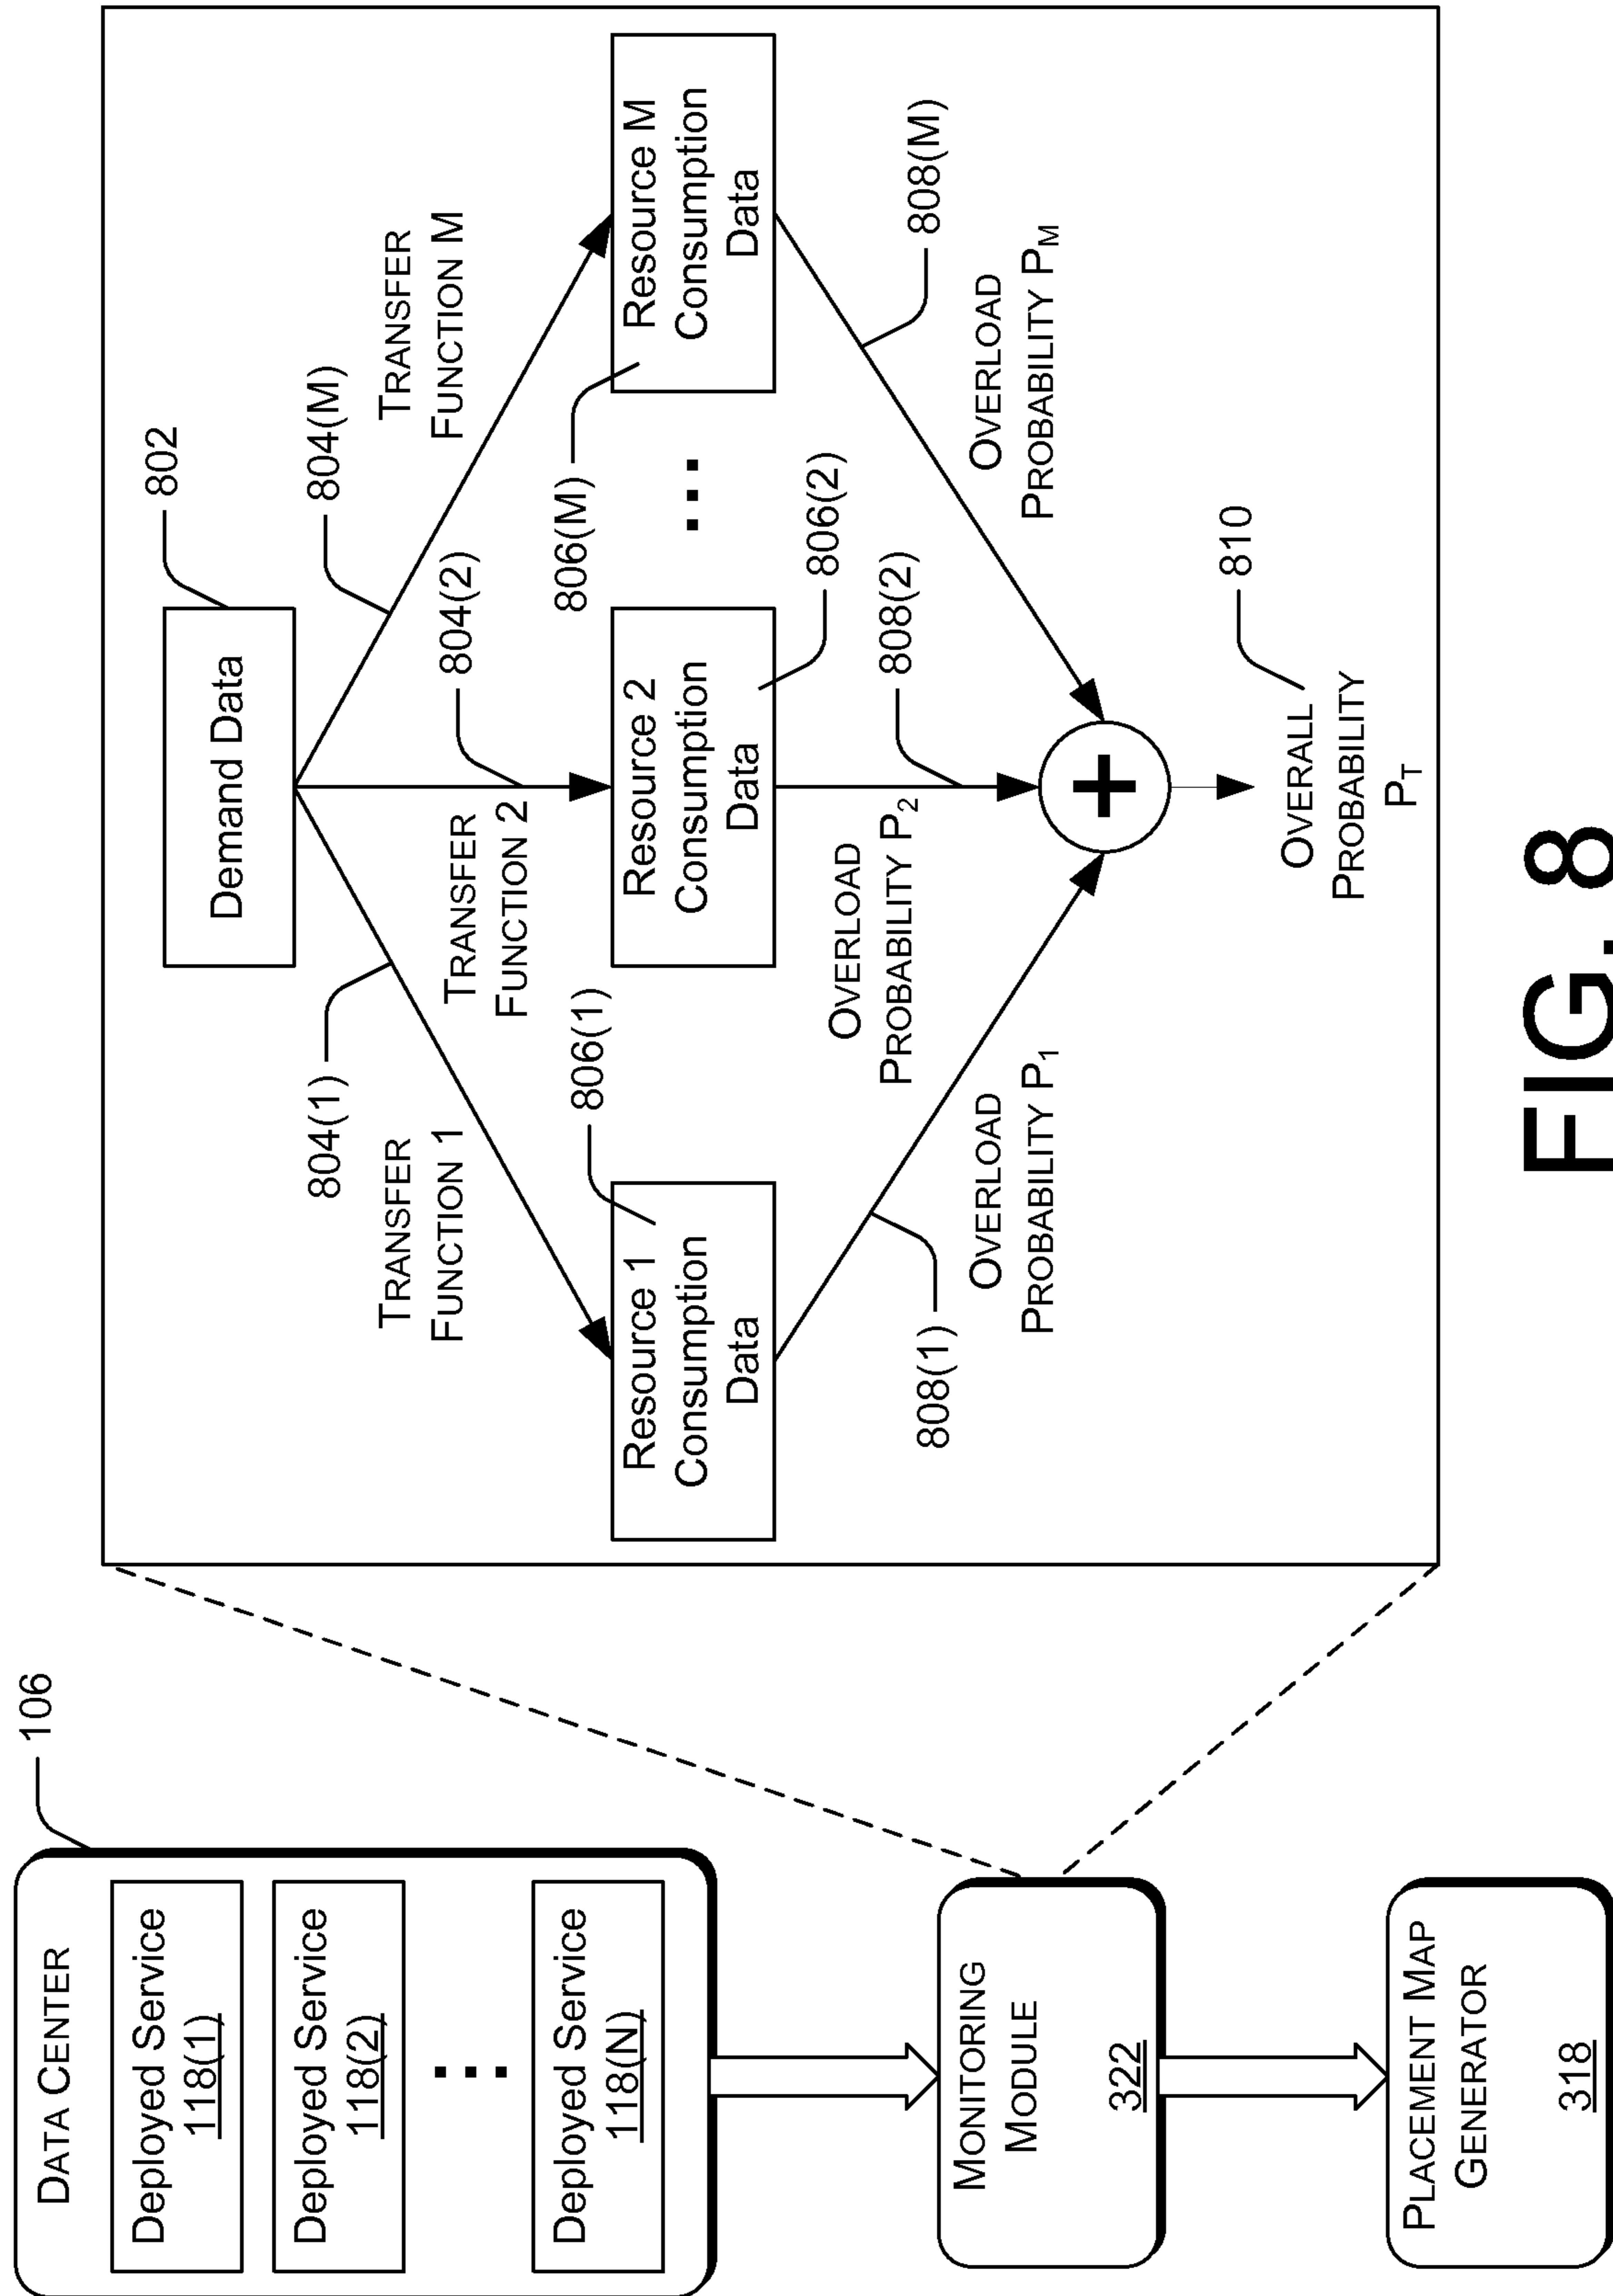 DATA CENTER
106
Deployed Service
118(1)
Deployed Service
118(2)
Deployed Service
118(N)
MONITORING
MODULE
322
PLACEMENT MAP
GENERATOR
318
Demand Data
802
804(1)
TRANSFER
FUNCTION 1
TRANSFER
FUNCTION 2
804(2)
804(M)
TRANSFER
FUNCTION M
806(1)
Resource 1
Consumption
Data
Resource 2
Consumption
Data
806(2)
...
806(M)
Resource M
Consumption
Data
808(1)
OVERLOAD
PROBABILITY P1
OVERLOAD
PROBABILITY P2
808(2)
808(M)
OVERLOAD
PROBABILITY PM
+
810
OVERALL
PROBABILITY
PT
FIG. 8